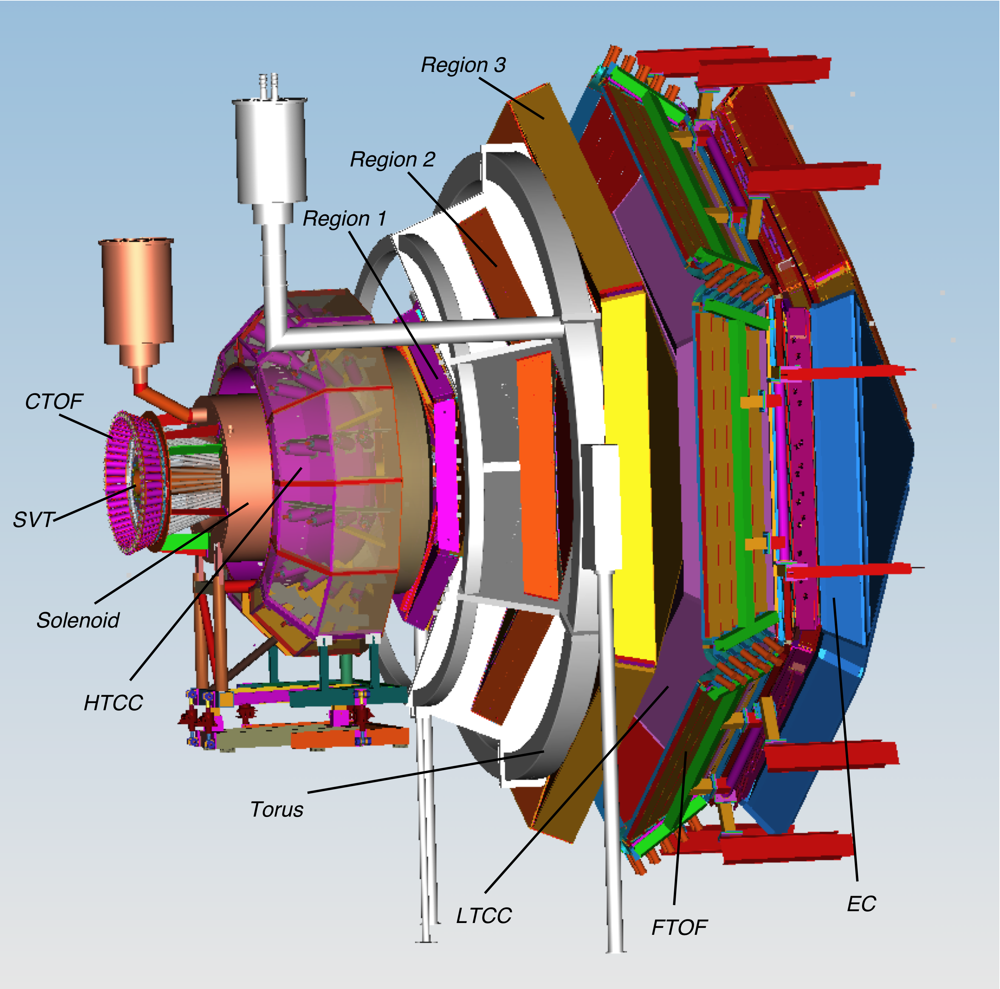 Region 3
Region 2
Region 1
CTOF
SVT
Solenoid
HTCC
Torus
LTCC
FTOF
EC